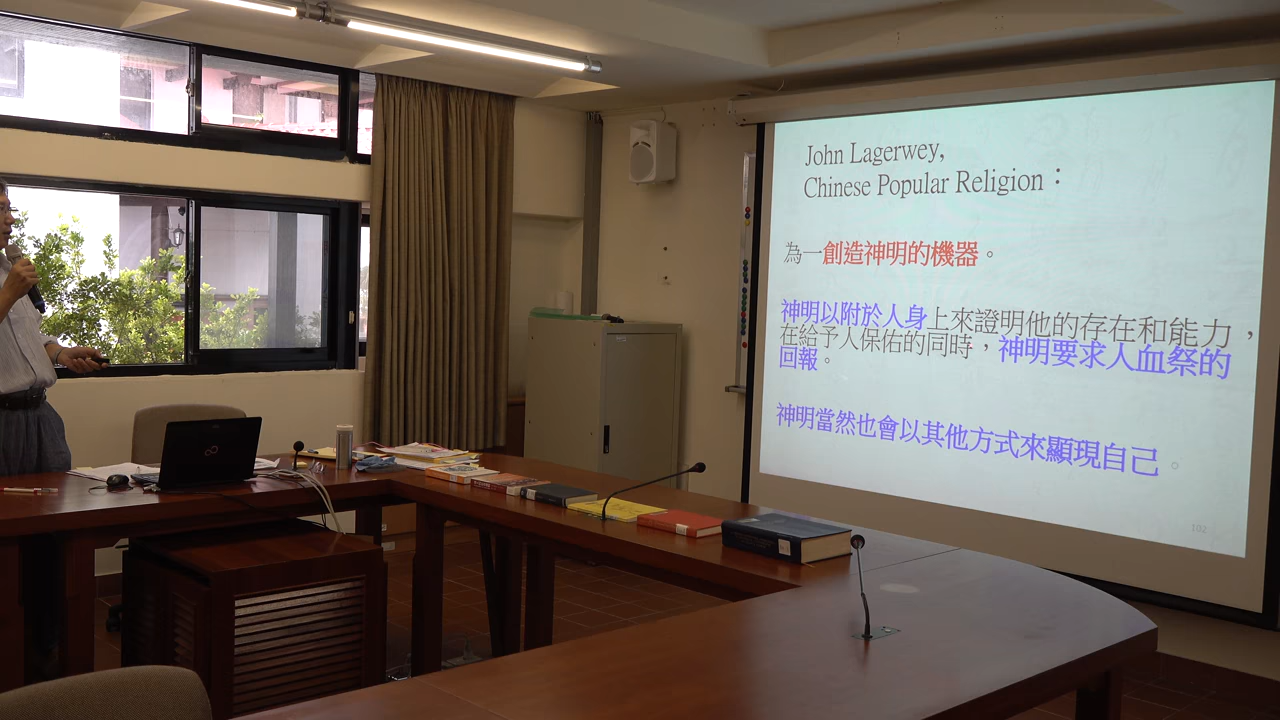 John Lagerwey,
Chinese Popular Religion：
為一創造神明的機器。
神明以附於人身上來證明他的存在和能力，
在給予人保佑的同時，神明要求人血祭的
回報。
神明當然也會以其他方式來顯現自己。
102